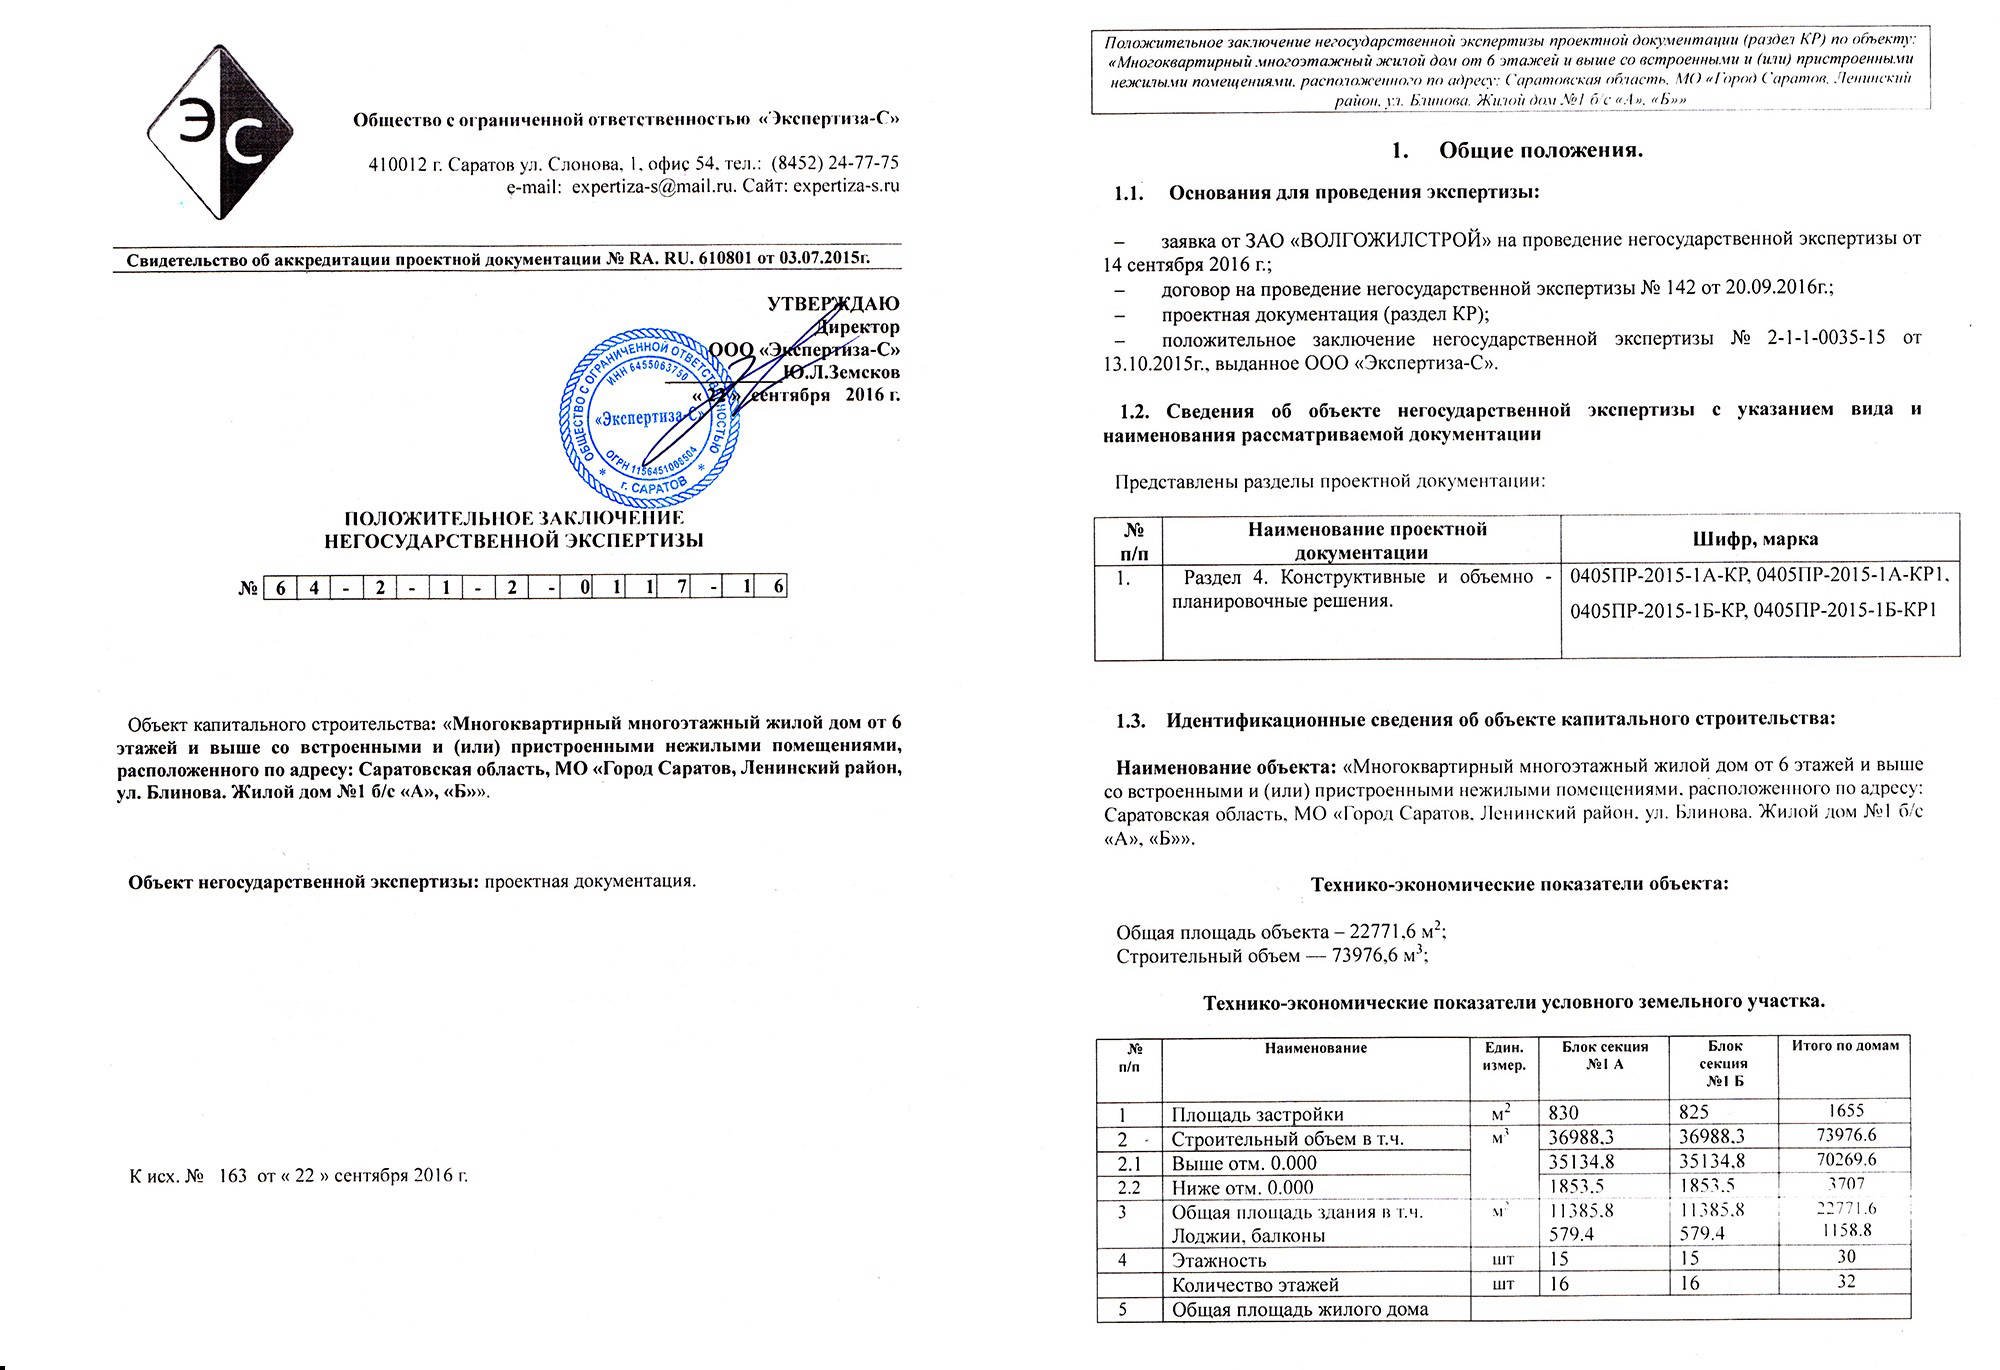 ЭС
Общество с ограниченной ответственностью «Экспертиза-С»
410012 г. Саратов ул. Слонова, 1, офис 54, тел.: (8452) 24-77-75
e-mail: expertiza-s@mail.ru. Сайт: expertiza-s.ru
Свидетельство об аккредитации проектной документации № RA. RU. 610801 от 03.07.2015г.
УТВЕРЖДАЮ
Директор
ООО «Экспертиза-С»
Ю.Л.Земсков
« 22 » сентября 2016 г.
ОБЩЕСТВО С ОГРАНИЧЕННОЙ ОТВЕТСТВЕННОСТЬЮ
ИНН 6455063750
«Экспертиза-С»
ОГРН 1156451006504
* г. САРАТОВ *
ПОЛОЖИТЕЛЬНОЕ ЗАКЛЮЧЕНИЕ
НЕГОСУДАРСТВЕННОЙ ЭКСПЕРТИЗЫ
№ 6 4 - 2 - 1 - 2 - 0 1 1 7 - 1 6
Объект капитального строительства: «Многоквартирный многоэтажный жилой дом от 6
этажей и выше со встроенными и (или) пристроенными нежилыми помещениями,
расположенного по адресу: Саратовская область, МО «Город Саратов, Ленинский район,
ул. Блинова. Жилой дом №1 б/с «А», «Б»».
Объект негосударственной экспертизы: проектная документация.
К исх. № 163 от « 22 » сентября 2016 г.
Положительное заключение негосударственной экспертизы проектной документации (раздел КР) по объекту:
«Многоквартирный многоэтажный жилой дом от 6 этажей и выше со встроенными и (или) пристроенными
нежилыми помещениями, расположенного по адресу: Саратовская область, МО «Город Саратов, Ленинский
район, ул. Блинова. Жилой дом №1 б/с «А», «Б»»
1. Общие положения.
1.1. Основания для проведения экспертизы:
– заявка от ЗАО «ВОЛГОЖИЛСТРОЙ» на проведение негосударственной экспертизы от
14 сентября 2016 г.;
– договор на проведение негосударственной экспертизы № 142 от 20.09.2016г.;
– проектная документация (раздел КР);
– положительное заключение негосударственной экспертизы № 2-1-1-0035-15 от
13.10.2015г., выданное ООО «Экспертиза-С».
1.2. Сведения об объекте негосударственной экспертизы с указанием вида и
наименования рассматриваемой документации
Представлены разделы проектной документации:
№ п/п Наименование проектной документации Шифр, марка
1. Раздел 4. Конструктивные и объемно - 0405ПР-2015-1А-КР, 0405ПР-2015-1А-КР1,
планировочные решения. 0405ПР-2015-1Б-КР, 0405ПР-2015-1Б-КР1
1.3. Идентификационные сведения об объекте капитального строительства:
Наименование объекта: «Многоквартирный многоэтажный жилой дом от 6 этажей и выше
со встроенными и (или) пристроенными нежилыми помещениями, расположенного по адресу:
Саратовская область, МО «Город Саратов, Ленинский район, ул. Блинова. Жилой дом №1 б/с
«А», «Б»».
Технико-экономические показатели объекта:
Общая площадь объекта – 22771,6 м²;
Строительный объем — 73976,6 м³;
Технико-экономические показатели условного земельного участка.
№ п/п Наименование Един. измер. Блок секция №1 А Блок секция №1 Б Итого по домам
1 Площадь застройки м² 830 825 1655
2 Строительный объем в т.ч. м³ 36988,3 36988,3 73976.6
2.1 Выше отм. 0.000 35134,8 35134,8 70269.6
2.2 Ниже отм. 0.000 1853,5 1853,5 3707
3 Общая площадь здания в т.ч. м 11385,8 11385,8 22771.6
Лоджии, балконы 579.4 579.4 1158.8
4 Этажность шт 15 15 30
Количество этажей шт 16 16 32
5 Общая площадь жилого дома